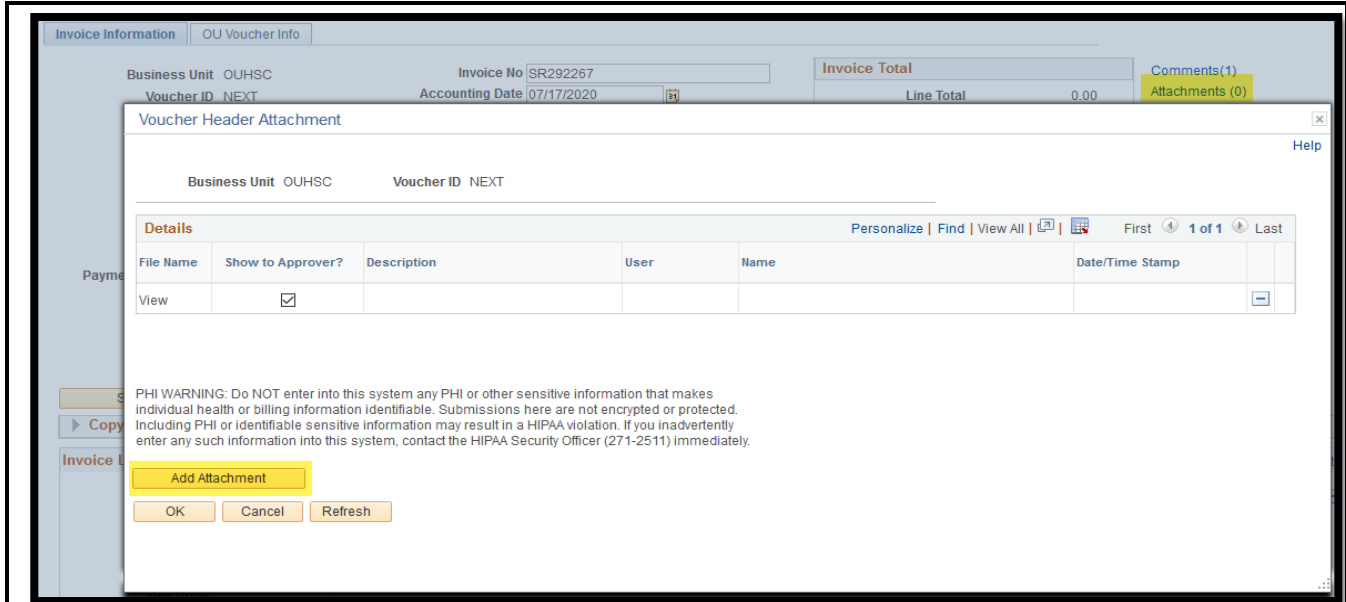 Invoice Information OU Voucher Info
Business Unit OUHSC Invoice No SR292267 Invoice Total Comments(1)
Voucher ID NEXT Accounting Date 07/17/2020 Line Total 0.00 Attachments (0)
Voucher Header Attachment
Help
Business Unit OUHSC Voucher ID NEXT
Details Personalize | Find | View All | | First 1 of 1 Last
File Name Show to Approver? Description User Name Date/Time Stamp
Payme
View
PHI WARNING: Do NOT enter into this system any PHI or other sensitive information that makes
individual health or billing information identifiable. Submissions here are not encrypted or protected.
Including PHI or identifiable sensitive information may result in a HIPAA violation. If you inadvertently
enter any such information into this system, contact the HIPAA Security Officer (271-2511) immediately.
S
Copy
Invoice L
Add Attachment
OK Cancel Refresh